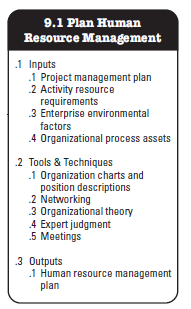 9.1 Plan Human
Resource Management
.1 Inputs
.1 Project management plan
.2 Activity resource
requirements
.3 Enterprise environmental
factors
.4 Organizational process assets
.2 Tools & Techniques
.1 Organization charts and
position descriptions
.2 Networking
.3 Organizational theory
.4 Expert judgment
.5 Meetings
.3 Outputs
.1 Human resource management
plan